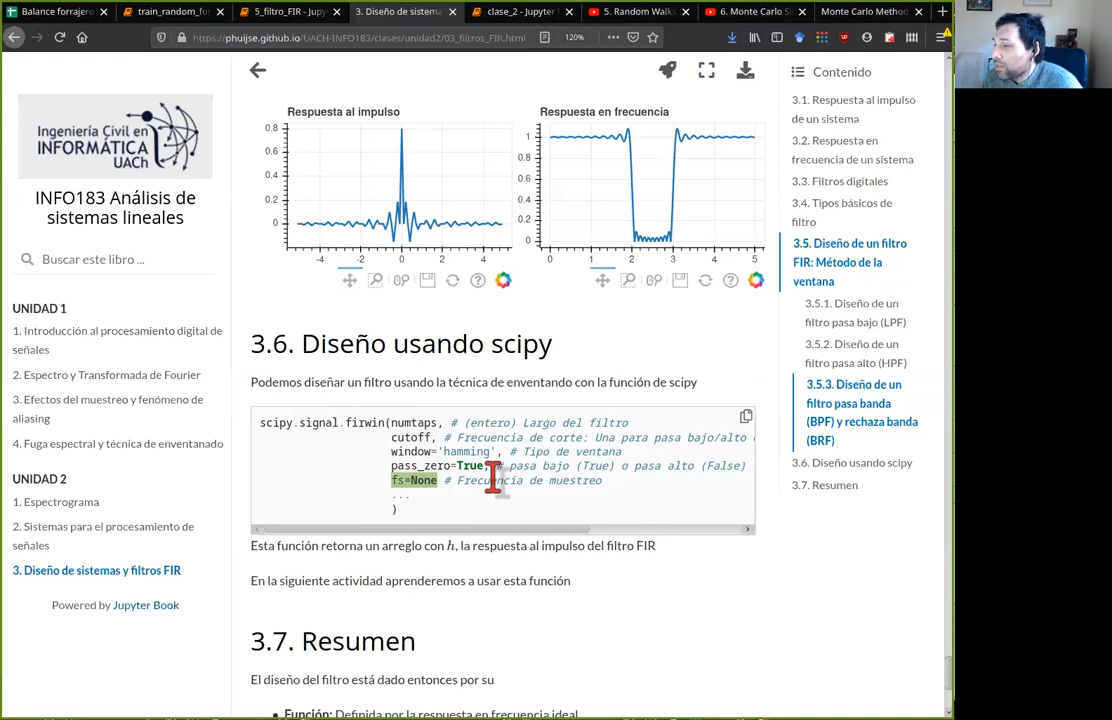 Balance forrajero
train_random_for
5_filtro_FIR - Jupy
3. Diseño de sistema
clase_2 - Jupyter
5. Random Walks
6. Monte Carlo Si
Monte Carlo Method
https://phuijse.github.io/UACH-INFO183/clases/unidad2/03_filtros_FIR.html
120%
Ingeniería Civil en
INFORMÁTICA
UACh
INFO183 Análisis de
sistemas lineales
Buscar este libro ...
UNIDAD 1
1. Introducción al procesamiento digital de
señales
2. Espectro y Transformada de Fourier
3. Efectos del muestreo y fenómeno de
aliasing
4. Fuga espectral y técnica de enventanado
UNIDAD 2
1. Espectrograma
2. Sistemas para el procesamiento de
señales
3. Diseño de sistemas y filtros FIR
Powered by Jupyter Book
Respuesta al impulso
0.8
0.6
0.4
0.2
0
-4 -2 0 2 4
Respuesta en frecuencia
1
0.8
0.6
0.4
0.2
0
0 1 2 3 4 5
3.6. Diseño usando scipy
Podemos diseñar un filtro usando la técnica de enventando con la función de scipy
scipy.signal.firwin(numtaps, # (entero) Largo del filtro
cutoff, # Frecuencia de corte: Una para pasa bajo/alto
window='hamming', # Tipo de ventana
pass_zero=True, # pasa bajo (True) o pasa alto (False)
fs=None # Frecuencia de muestreo
...
)
Esta función retorna un arreglo con h, la respuesta al impulso del filtro FIR
En la siguiente actividad aprenderemos a usar esta función
3.7. Resumen
El diseño del filtro está dado entonces por su
Función: Definida por la respuesta en frecuencia ideal
Contenido
3.1. Respuesta al impulso
de un sistema
3.2. Respuesta en
frecuencia de un sistema
3.3. Filtros digitales
3.4. Tipos básicos de
filtro
3.5. Diseño de un filtro
FIR: Método de la
ventana
3.5.1. Diseño de un
filtro pasa bajo (LPF)
3.5.2. Diseño de un
filtro pasa alto (HPF)
3.5.3. Diseño de un
filtro pasa banda
(BPF) y rechaza banda
(BRF)
3.6. Diseño usando scipy
3.7. Resumen